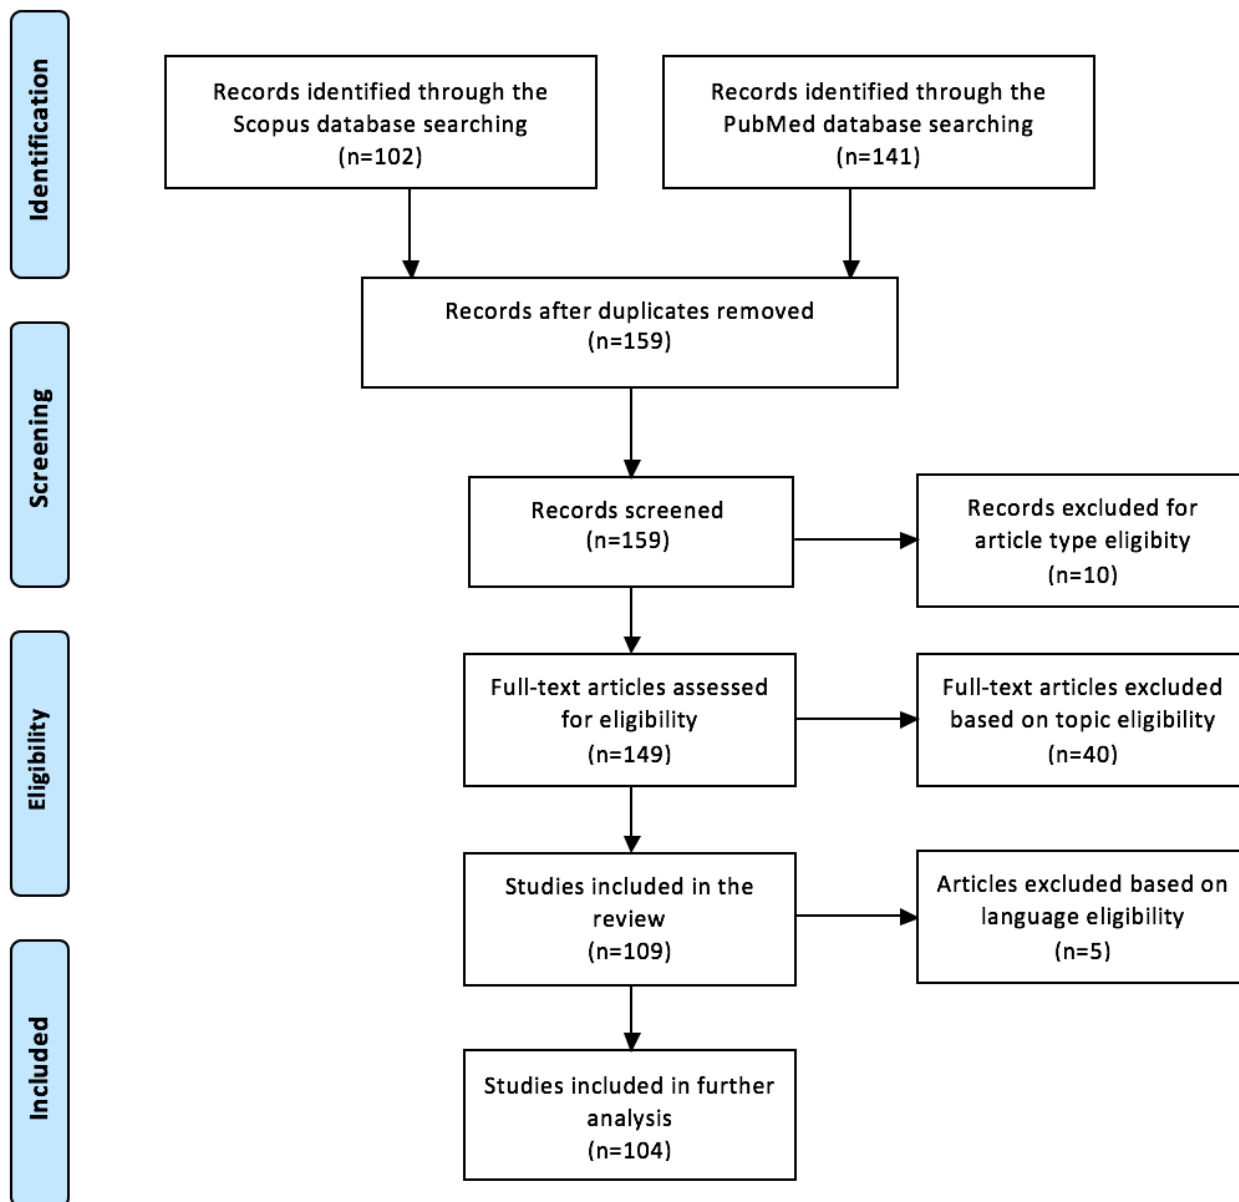 Identification
Records identified through the
Scopus database searching
(n=102)
Records identified through the
PubMed database searching
(n=141)
Records after duplicates removed
(n=159)
Screening
Records screened
(n=159)
Records excluded for
article type eligibity
(n=10)
Eligibility
Full-text articles assessed
for eligibility
(n=149)
Full-text articles excluded
based on topic eligibility
(n=40)
Studies included in the
review
(n=109)
Articles excluded based on
language eligibility
(n=5)
Included
Studies included in further
analysis
(n=104)